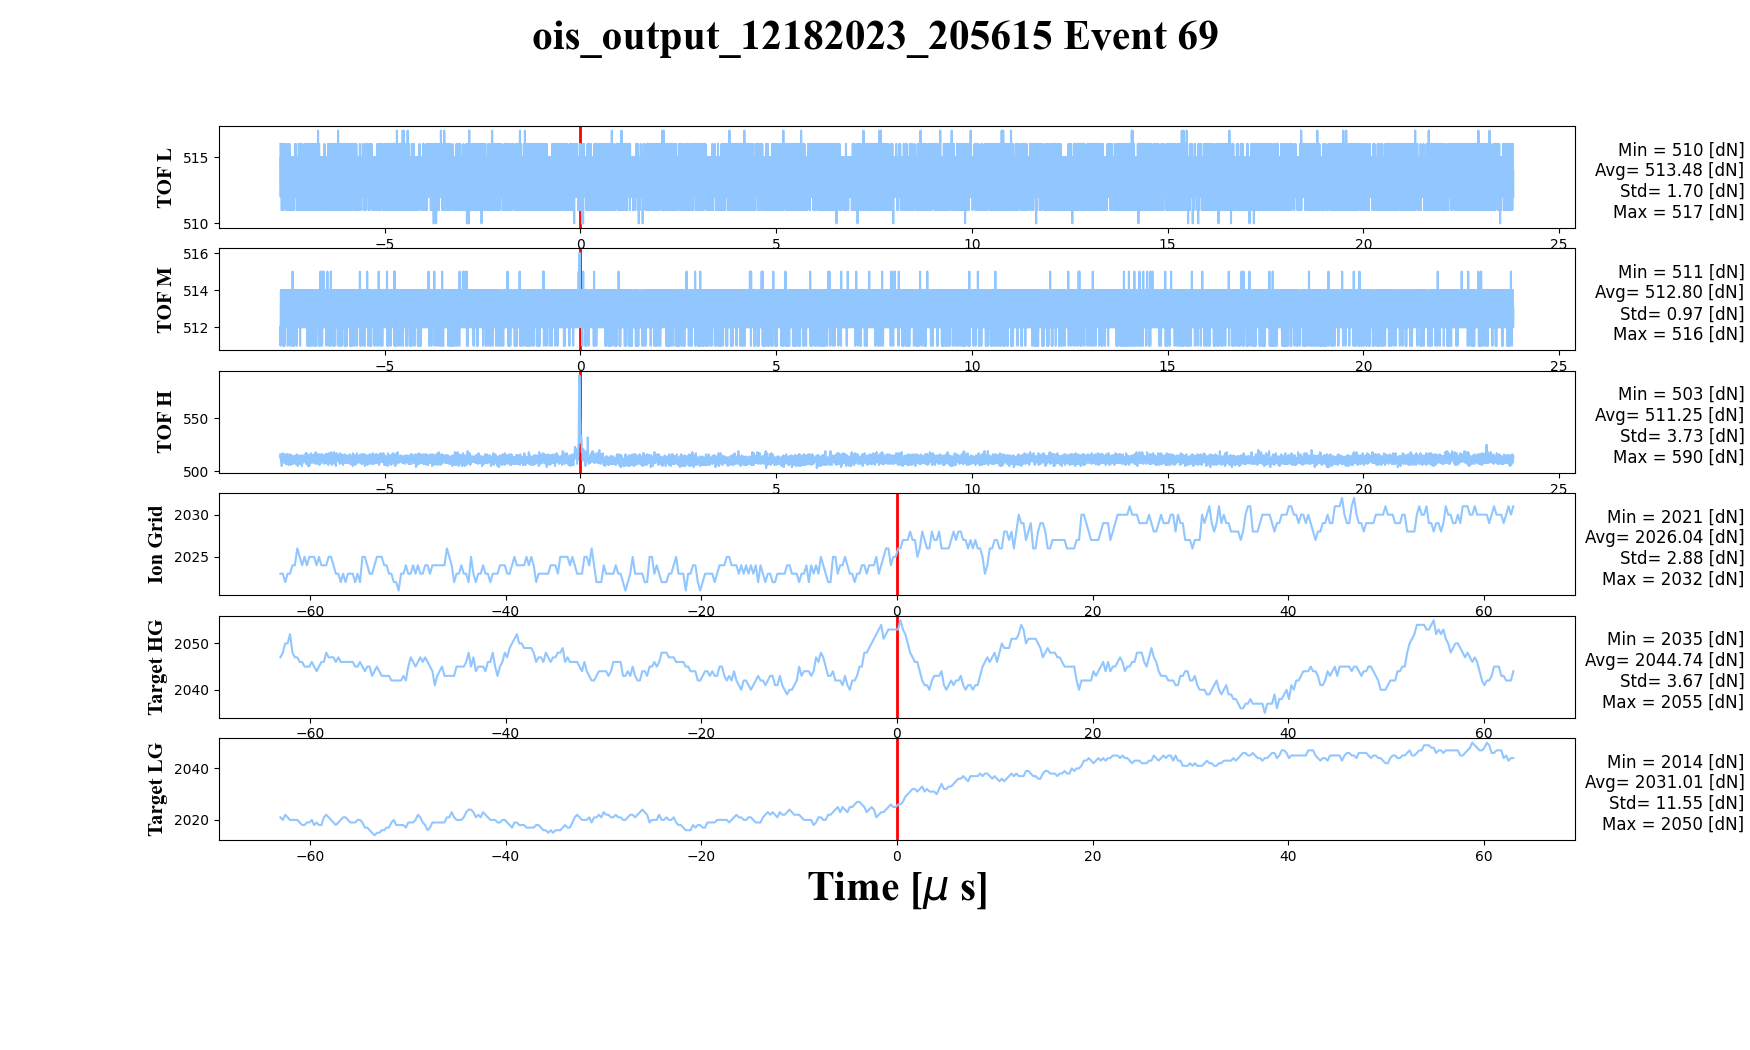 ois_output_12182023_205615 Event 69
TOF L
515
510
−5 0 5 10 15 20 25
Min = 510 [dN]
Avg= 513.48 [dN]
Std= 1.70 [dN]
Max = 517 [dN]
TOF M
516
514
512
−5 0 5 10 15 20 25
Min = 511 [dN]
Avg= 512.80 [dN]
Std= 0.97 [dN]
Max = 516 [dN]
TOF H
550
500
−5 0 5 10 15 20 25
Min = 503 [dN]
Avg= 511.25 [dN]
Std= 3.73 [dN]
Max = 590 [dN]
Ion Grid
2030
2025
−60 −40 −20 0 20 40 60
Min = 2021 [dN]
Avg= 2026.04 [dN]
Std= 2.88 [dN]
Max = 2032 [dN]
Target HG
2050
2040
−60 −40 −20 0 20 40 60
Min = 2035 [dN]
Avg= 2044.74 [dN]
Std= 3.67 [dN]
Max = 2055 [dN]
Target LG
2040
2020
−60 −40 −20 0 20 40 60
Min = 2014 [dN]
Avg= 2031.01 [dN]
Std= 11.55 [dN]
Max = 2050 [dN]
Time [μ s]